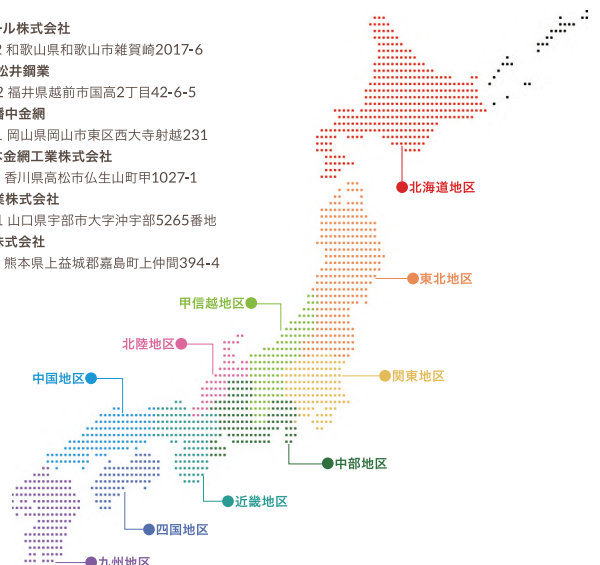 ール株式会社
2 和歌山県和歌山市雑賀崎2017-6
松井鋼業
2 福井県越前市国高2丁目42-6-5
番中金網
1 岡山県岡山市東区西大寺射越231
金網工業株式会社
香川県高松市仏生山町甲1027-1
業株式会社
1 山口県宇部市大字沖宇部5265番地
株式会社
熊本県上益城郡嘉島町上仲間394-4
北海道地区
東北地区
甲信越地区
北陸地区
関東地区
中国地区
中部地区
近畿地区
四国地区
九州地区